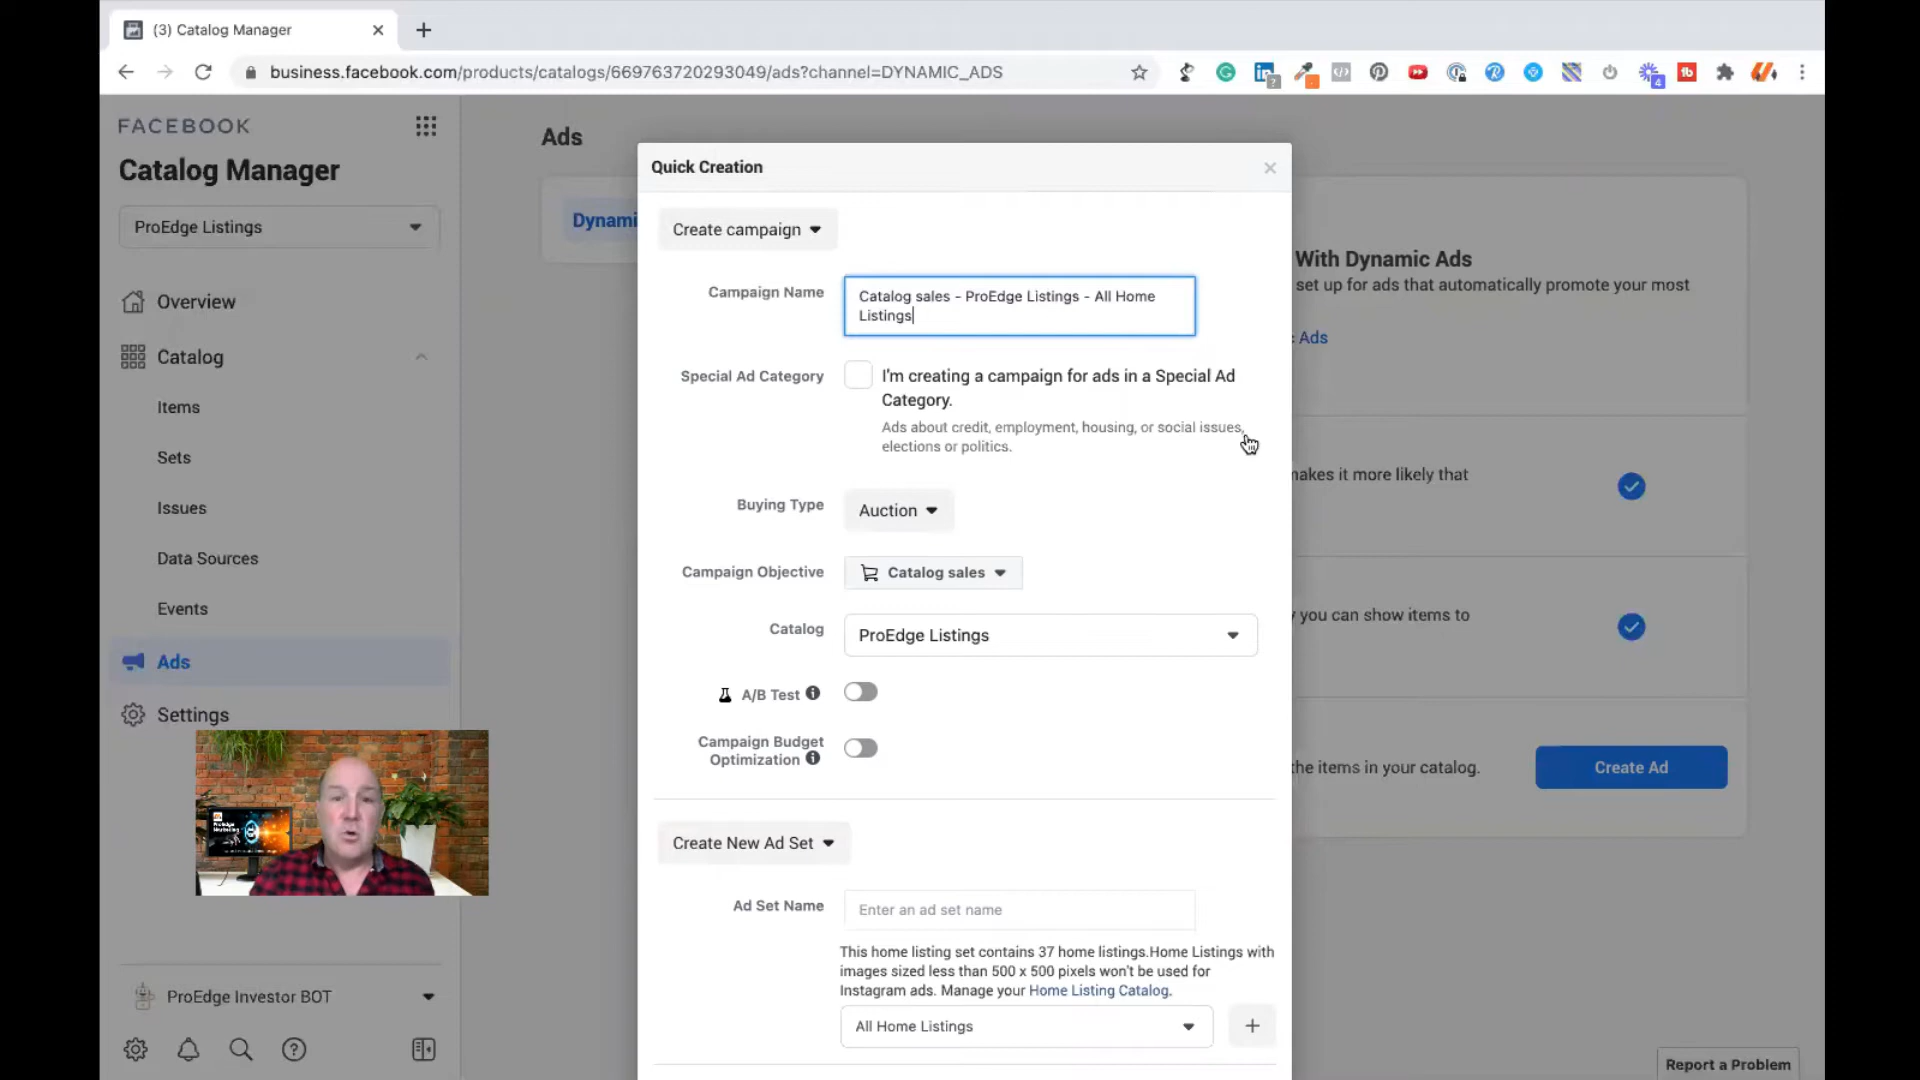 (3) Catalog Manager
business.facebook.com/products/catalogs/669763720293049/ads?channel=DYNAMIC_ADS
FACEBOOK
Catalog Manager
ProEdge Listings
Overview
Catalog
Items
Sets
Issues
Data Sources
Events
Ads
Settings
ProEdge Investor BOT
Ads
Dynami
With Dynamic Ads
set up for ads that automatically promote your most
Ads
makes it more likely that
y you can show items to
the items in your catalog.
Create Ad
Report a Problem
Quick Creation
Create campaign
Campaign Name
Catalog sales - ProEdge Listings - All Home
Listings
Special Ad Category
I'm creating a campaign for ads in a Special Ad
Category.
Ads about credit, employment, housing, or social issues,
elections or politics.
Buying Type
Auction
Campaign Objective
Catalog sales
Catalog
ProEdge Listings
A/B Test
Campaign Budget
Optimization
Create New Ad Set
Ad Set Name
Enter an ad set name
This home listing set contains 37 home listings.Home Listings with
images sized less than 500 x 500 pixels won't be used for
Instagram ads. Manage your Home Listing Catalog.
All Home Listings
ProEdge
Marketing